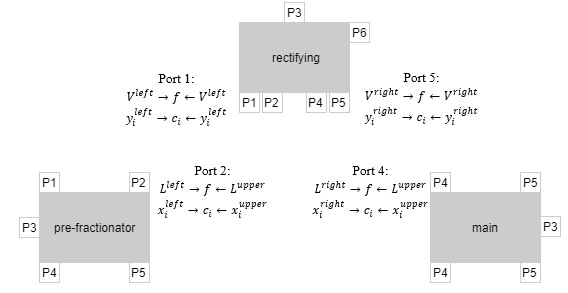 P3
P6
rectifying
P1 P2 P4 P5
Port 1:
V^left → f ← V^left
y_i^left → c_i ← y_i^left
Port 5:
V^right → f ← V^right
y_i^right → c_i ← y_i^right
Port 2:
L^left → f ← L^upper
x_i^left → c_i ← x_i^upper
Port 4:
L^right → f ← L^upper
x_i^right → c_i ← x_i^upper
P1 P2
P3 pre-fractionator
P4 P5
P4 P5
main P3
P4 P5